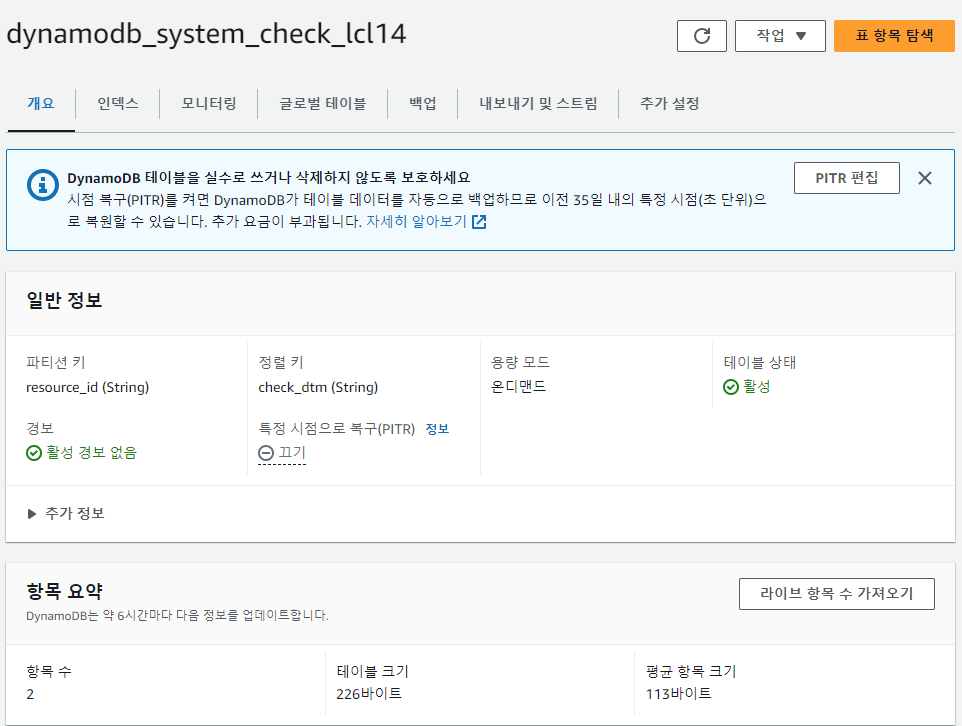 dynamodb_system_check_lcl14
작업 ▼
표 항목 탐색
개요
인덱스
모니터링
글로벌 테이블
백업
내보내기 및 스트림
추가 설정
DynamoDB 테이블을 실수로 쓰거나 삭제하지 않도록 보호하세요
시점 복구(PITR)를 켜면 DynamoDB가 테이블 데이터를 자동으로 백업하므로 이전 35일 내의 특정 시점(초 단위)으
로 복원할 수 있습니다. 추가 요금이 부과됩니다. 자세히 알아보기
PITR 편집
일반 정보
파티션 키
resource_id (String)
정렬 키
check_dtm (String)
용량 모드
온디맨드
테이블 상태
활성
경보
활성 경보 없음
특정 시점으로 복구(PITR) 정보
끄기
▶ 추가 정보
항목 요약
DynamoDB는 약 6시간마다 다음 정보를 업데이트합니다.
라이브 항목 수 가져오기
항목 수
2
테이블 크기
226바이트
평균 항목 크기
113바이트